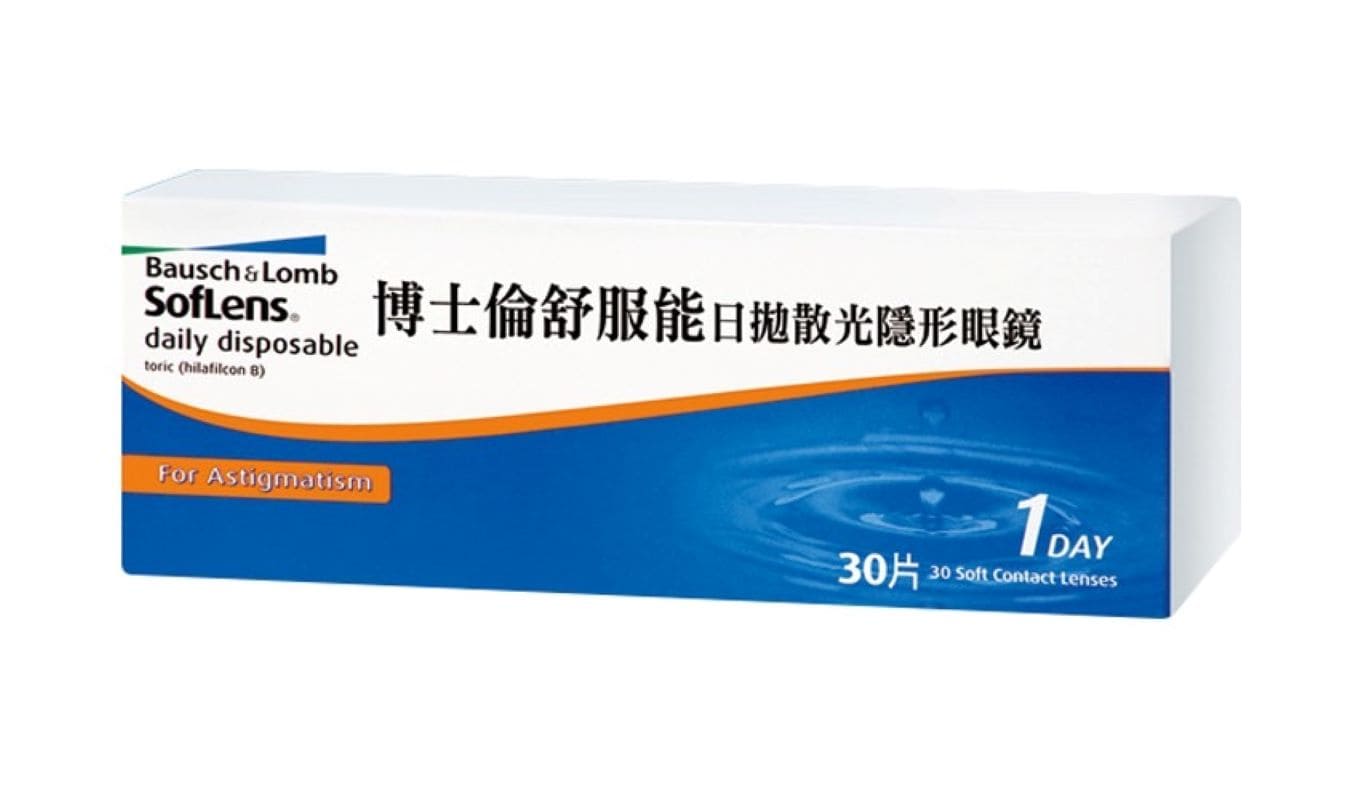 Bausch & Lomb
SofLens®
daily disposable
toric (hilafilcon B)
博士倫舒服能日拋散光隱形眼鏡
For Astigmatism
1 DAY
30片 30 Soft Contact Lenses